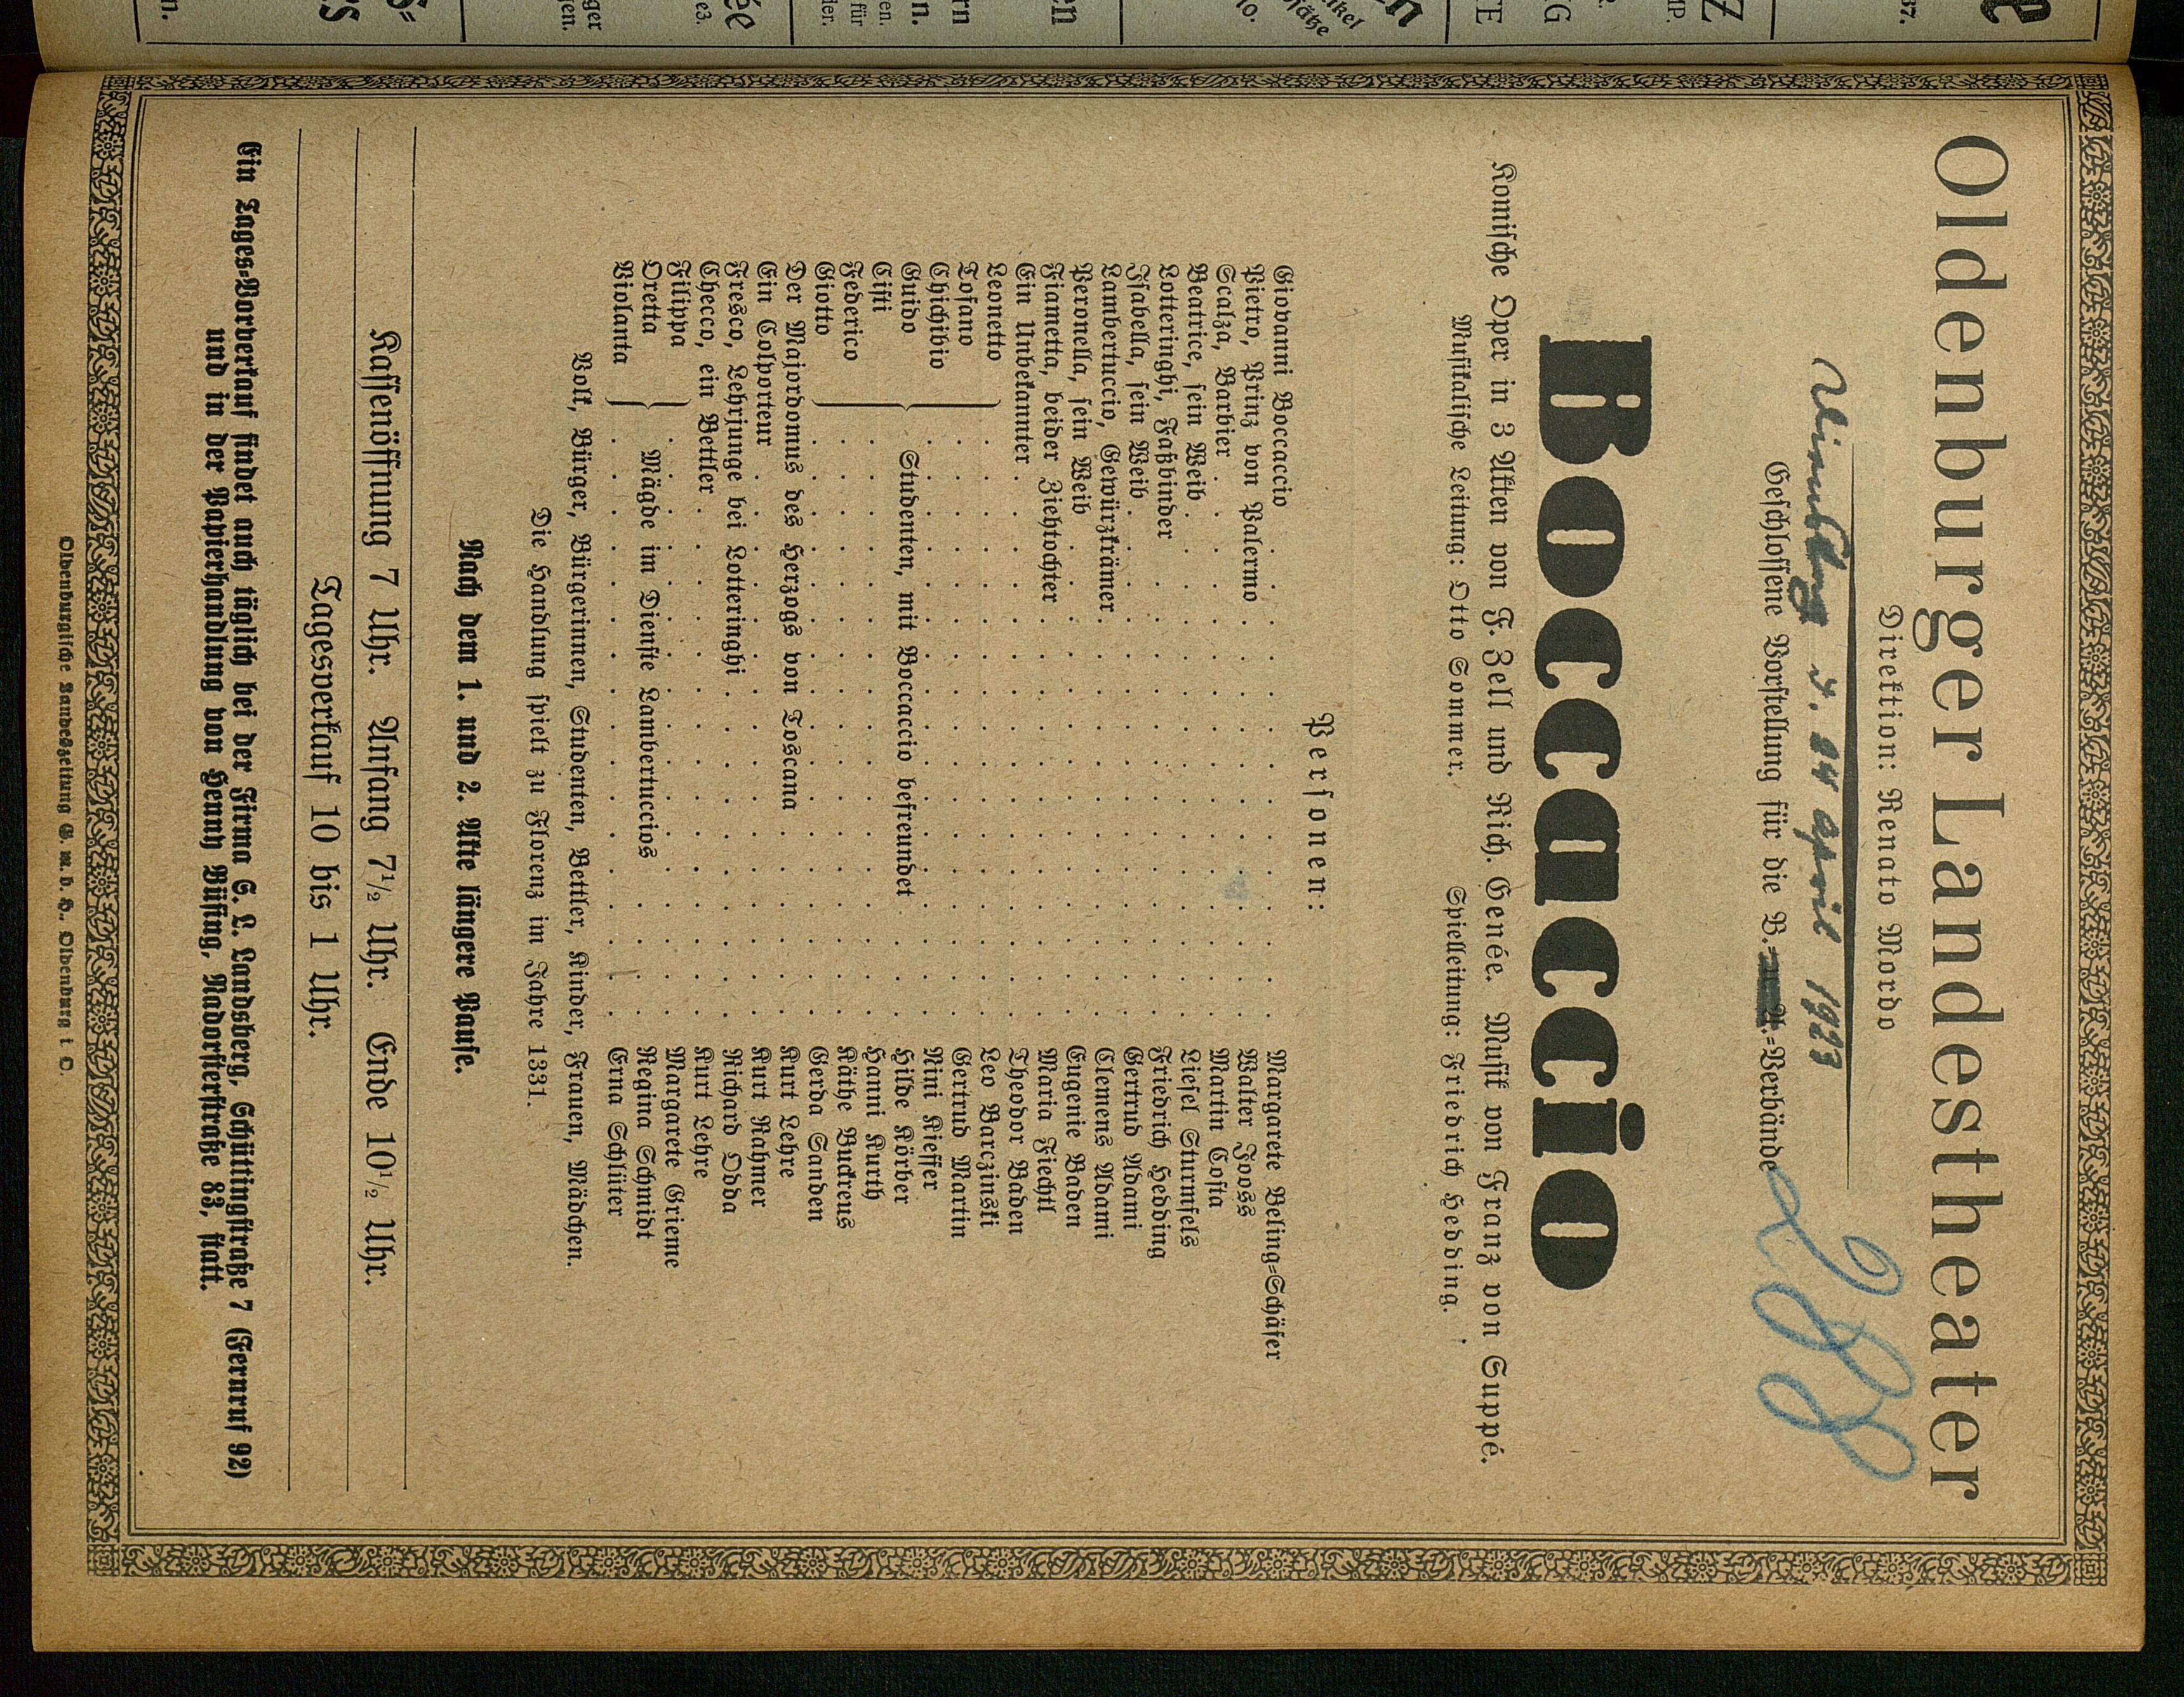 Oldenburger Landestheater
Direktion: Renato Mordo
24 April 1923
288
Geschlossene Vorstellung für die B.=Verbände
Boccaccio
Komische Oper in 3 Akten von F. Zell und Rich. Genée. Musik von Franz von Suppé.
Musikalische Leitung: Otto Sommer. Spielleitung: Friedrich Hedding.
Personen:
Giovanni Boccaccio . . . . . . . . . Margarete Peling=Schäfer
Pietro, Prinz von Palermo . . . . . . . Walter Jooss
Scalza, Barbier . . . . . . . . . Martin Costa
Beatrice, sein Weib . . . . . . . . . Liesel Sturmfels
Lotteringhi, Faßbinder . . . . . . . . . Friedrich Hedding
Isabella, sein Weib . . . . . . . . . Gertrud Adami
Lambertuccio, Gewürzkrämer . . . . . . . . . Clemens Adami
Peronella, sein Weib . . . . . . . . . Eugenie Baden
Fiametta, beider Ziehtochter . . . . . . . . . Maria Fiechtl
Ein Unbekannter . . . . . . . . . Theodor Baden
Leonetto . . . . . . . . . Leo Barczinski
Tofano . . . . . . . . . Gertrud Martin
Chichibio . . . . . . . . . Nini Kieffer
Guido } Studenten, mit Boccaccio befreundet . . . . Hilde Körber
Cisti . . . . . . . . . Hanni Kurth
Federico . . . . . . . . . Käthe Buckreus
Giotto . . . . . . . . . Gerda Sanden
Der Majordomus des Herzogs von Toscana . . . . . . Kurt Lehre
Ein Colporteur . . . . . . . . . Kurt Rahmer
Fresco, Lehrjunge bei Lotteringhi . . . . . . . . . Richard Odda
Checco, ein Bettler . . . . . . . . . Kurt Lehre
Filippa . . . . . . . . . Margarete Grieme
Oretta } Mägde im Dienste Lambertuccios . . . . Regina Schmidt
Violanta . . . . . . . . . Erna Schlüter
Volk, Bürger, Bürgerinnen, Studenten, Bettler, Kinder, Frauen, Mädchen.
Die Handlung spielt zu Florenz im Jahre 1331.
Nach dem 1. und 2. Akte längere Pause.
Kassenöffnung 7 Uhr. Anfang 7½ Uhr. Ende 10½ Uhr.
Tagesverkauf 10 bis 1 Uhr.
Ein Tages=Vorverkauf findet auch täglich bei der Firma S. L. Landsberg, Schüttingstraße 7 (Fernruf 92)
und in der Papierhandlung von Henny Büsing, Nadorsterstraße 83, statt.
Oldenburgische Landeszeitung G. m. b. H., Oldenburg i O.